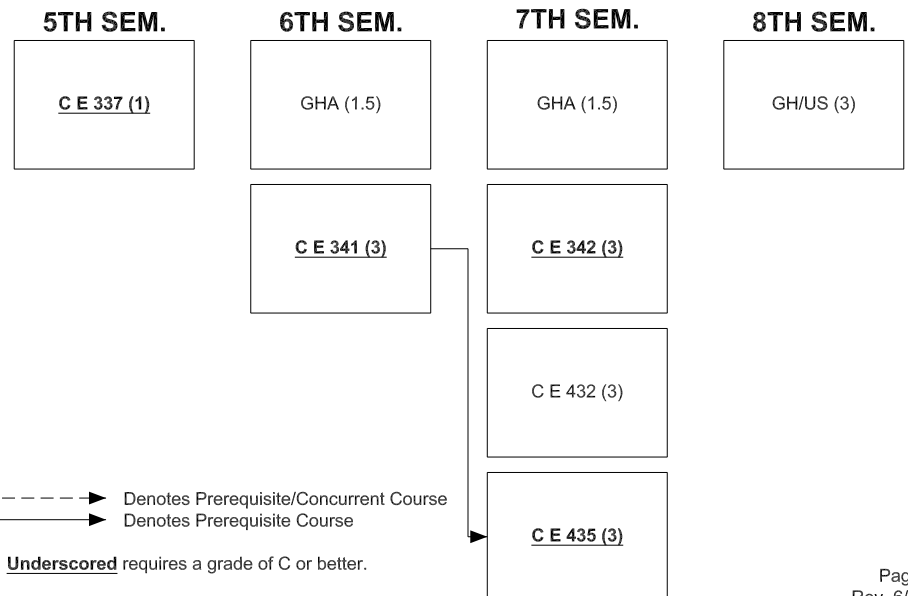 5TH SEM.
6TH SEM.
7TH SEM.
8TH SEM.
C E 337 (1)
GHA (1.5)
GHA (1.5)
GH/US (3)
C E 341 (3)
C E 342 (3)
C E 432 (3)
C E 435 (3)
Denotes Prerequisite/Concurrent Course
Denotes Prerequisite Course
Underscored requires a grade of C or better.